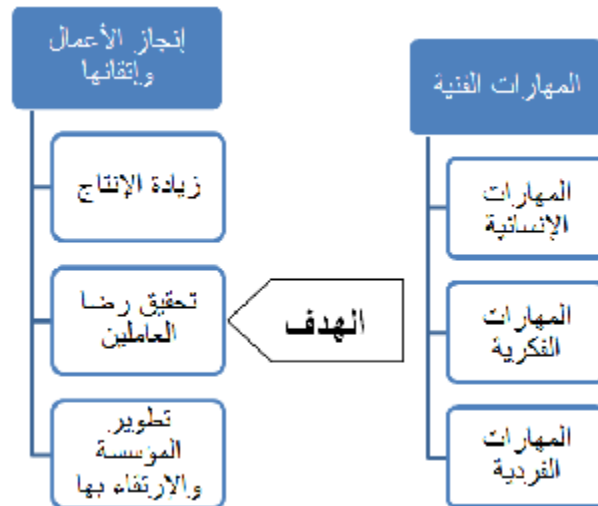 المهارات الفنية
المهارات
الإنسانية
المهارات
الفكرية
المهارات
الفردية
الهدف
إنجاز الأعمال
وإتقانها
زيادة الإنتاج
تحقيق رضا
العاملين
تطوير
المؤسسة
والإرتقاء بها